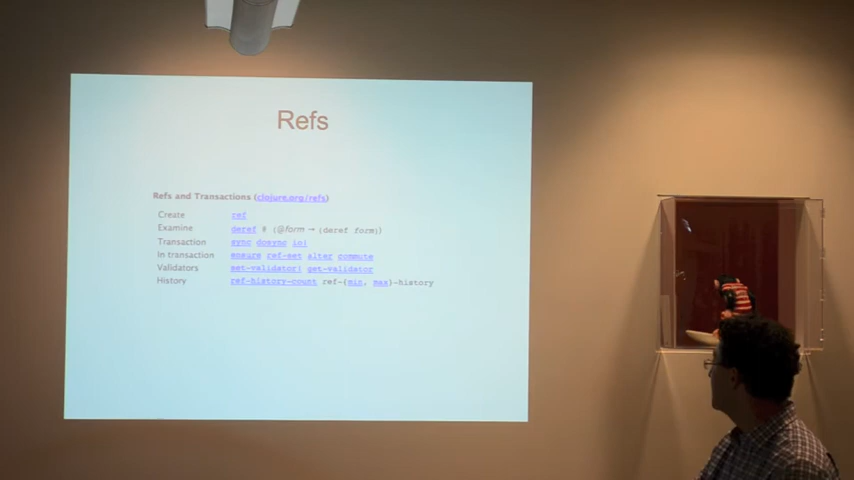 Refs
Refs and Transactions (clojure.org/refs)
Create ref
Examine deref @ (@form → (deref form))
Transaction sync dosync io!
In transaction ensure ref-set alter commute
Validators set-validator! get-validator
History ref-history-count ref-{min, max}-history